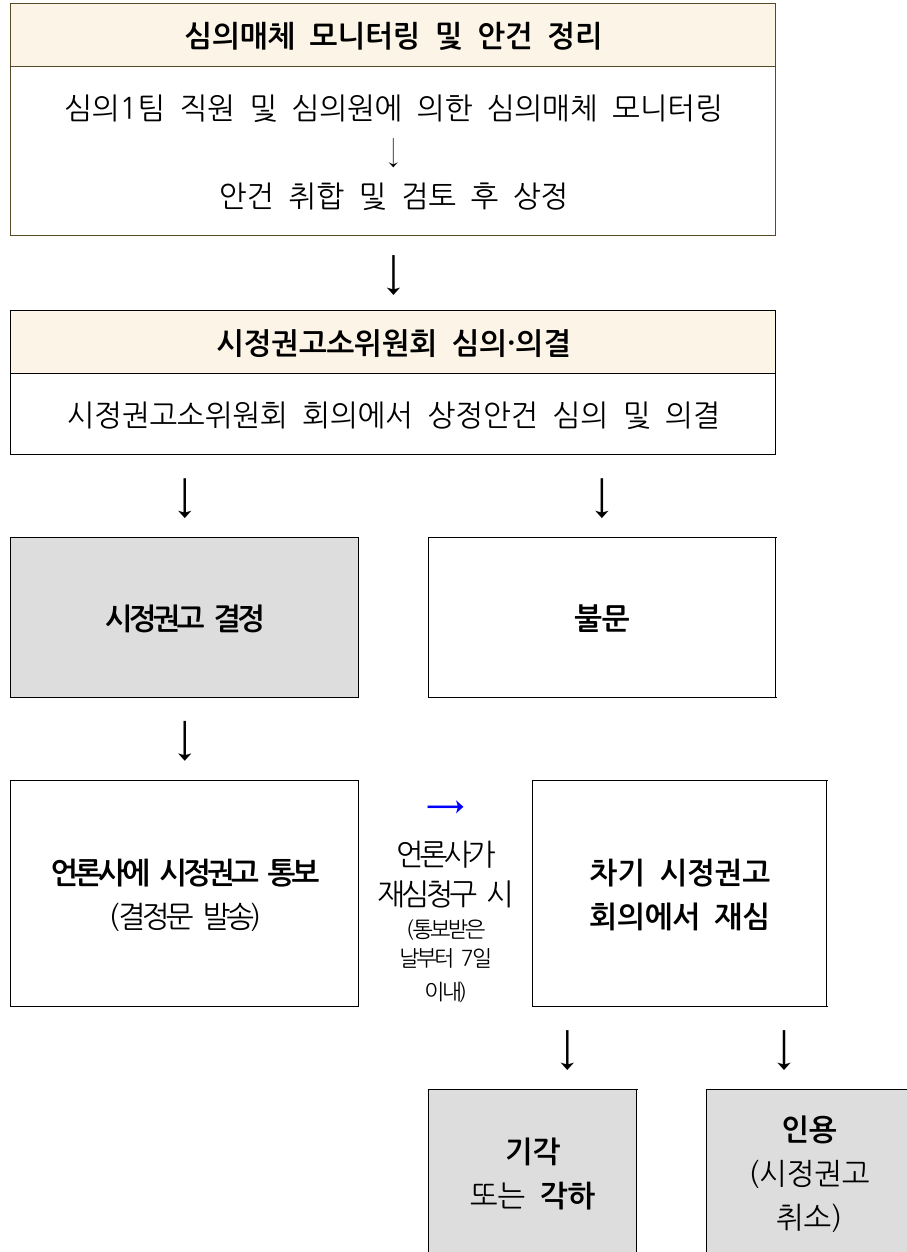 심의매체 모니터링 및 안건 정리
심의1팀 직원 및 심의원에 의한 심의매체 모니터링
↓
안건 취합 및 검토 후 상정
↓
시정권고소위원회 심의·의결
시정권고소위원회 회의에서 상정안건 심의 및 의결
↓ ↓
시정권고 결정
불문
↓
언론사에 시정권고 통보
(결정문 발송)
→
언론사가
재심청구 시
(통보받은
날부터 7일
이내)
차기 시정권고
회의에서 재심
↓ ↓
기각
또는 각하
인용
(시정권고
취소)